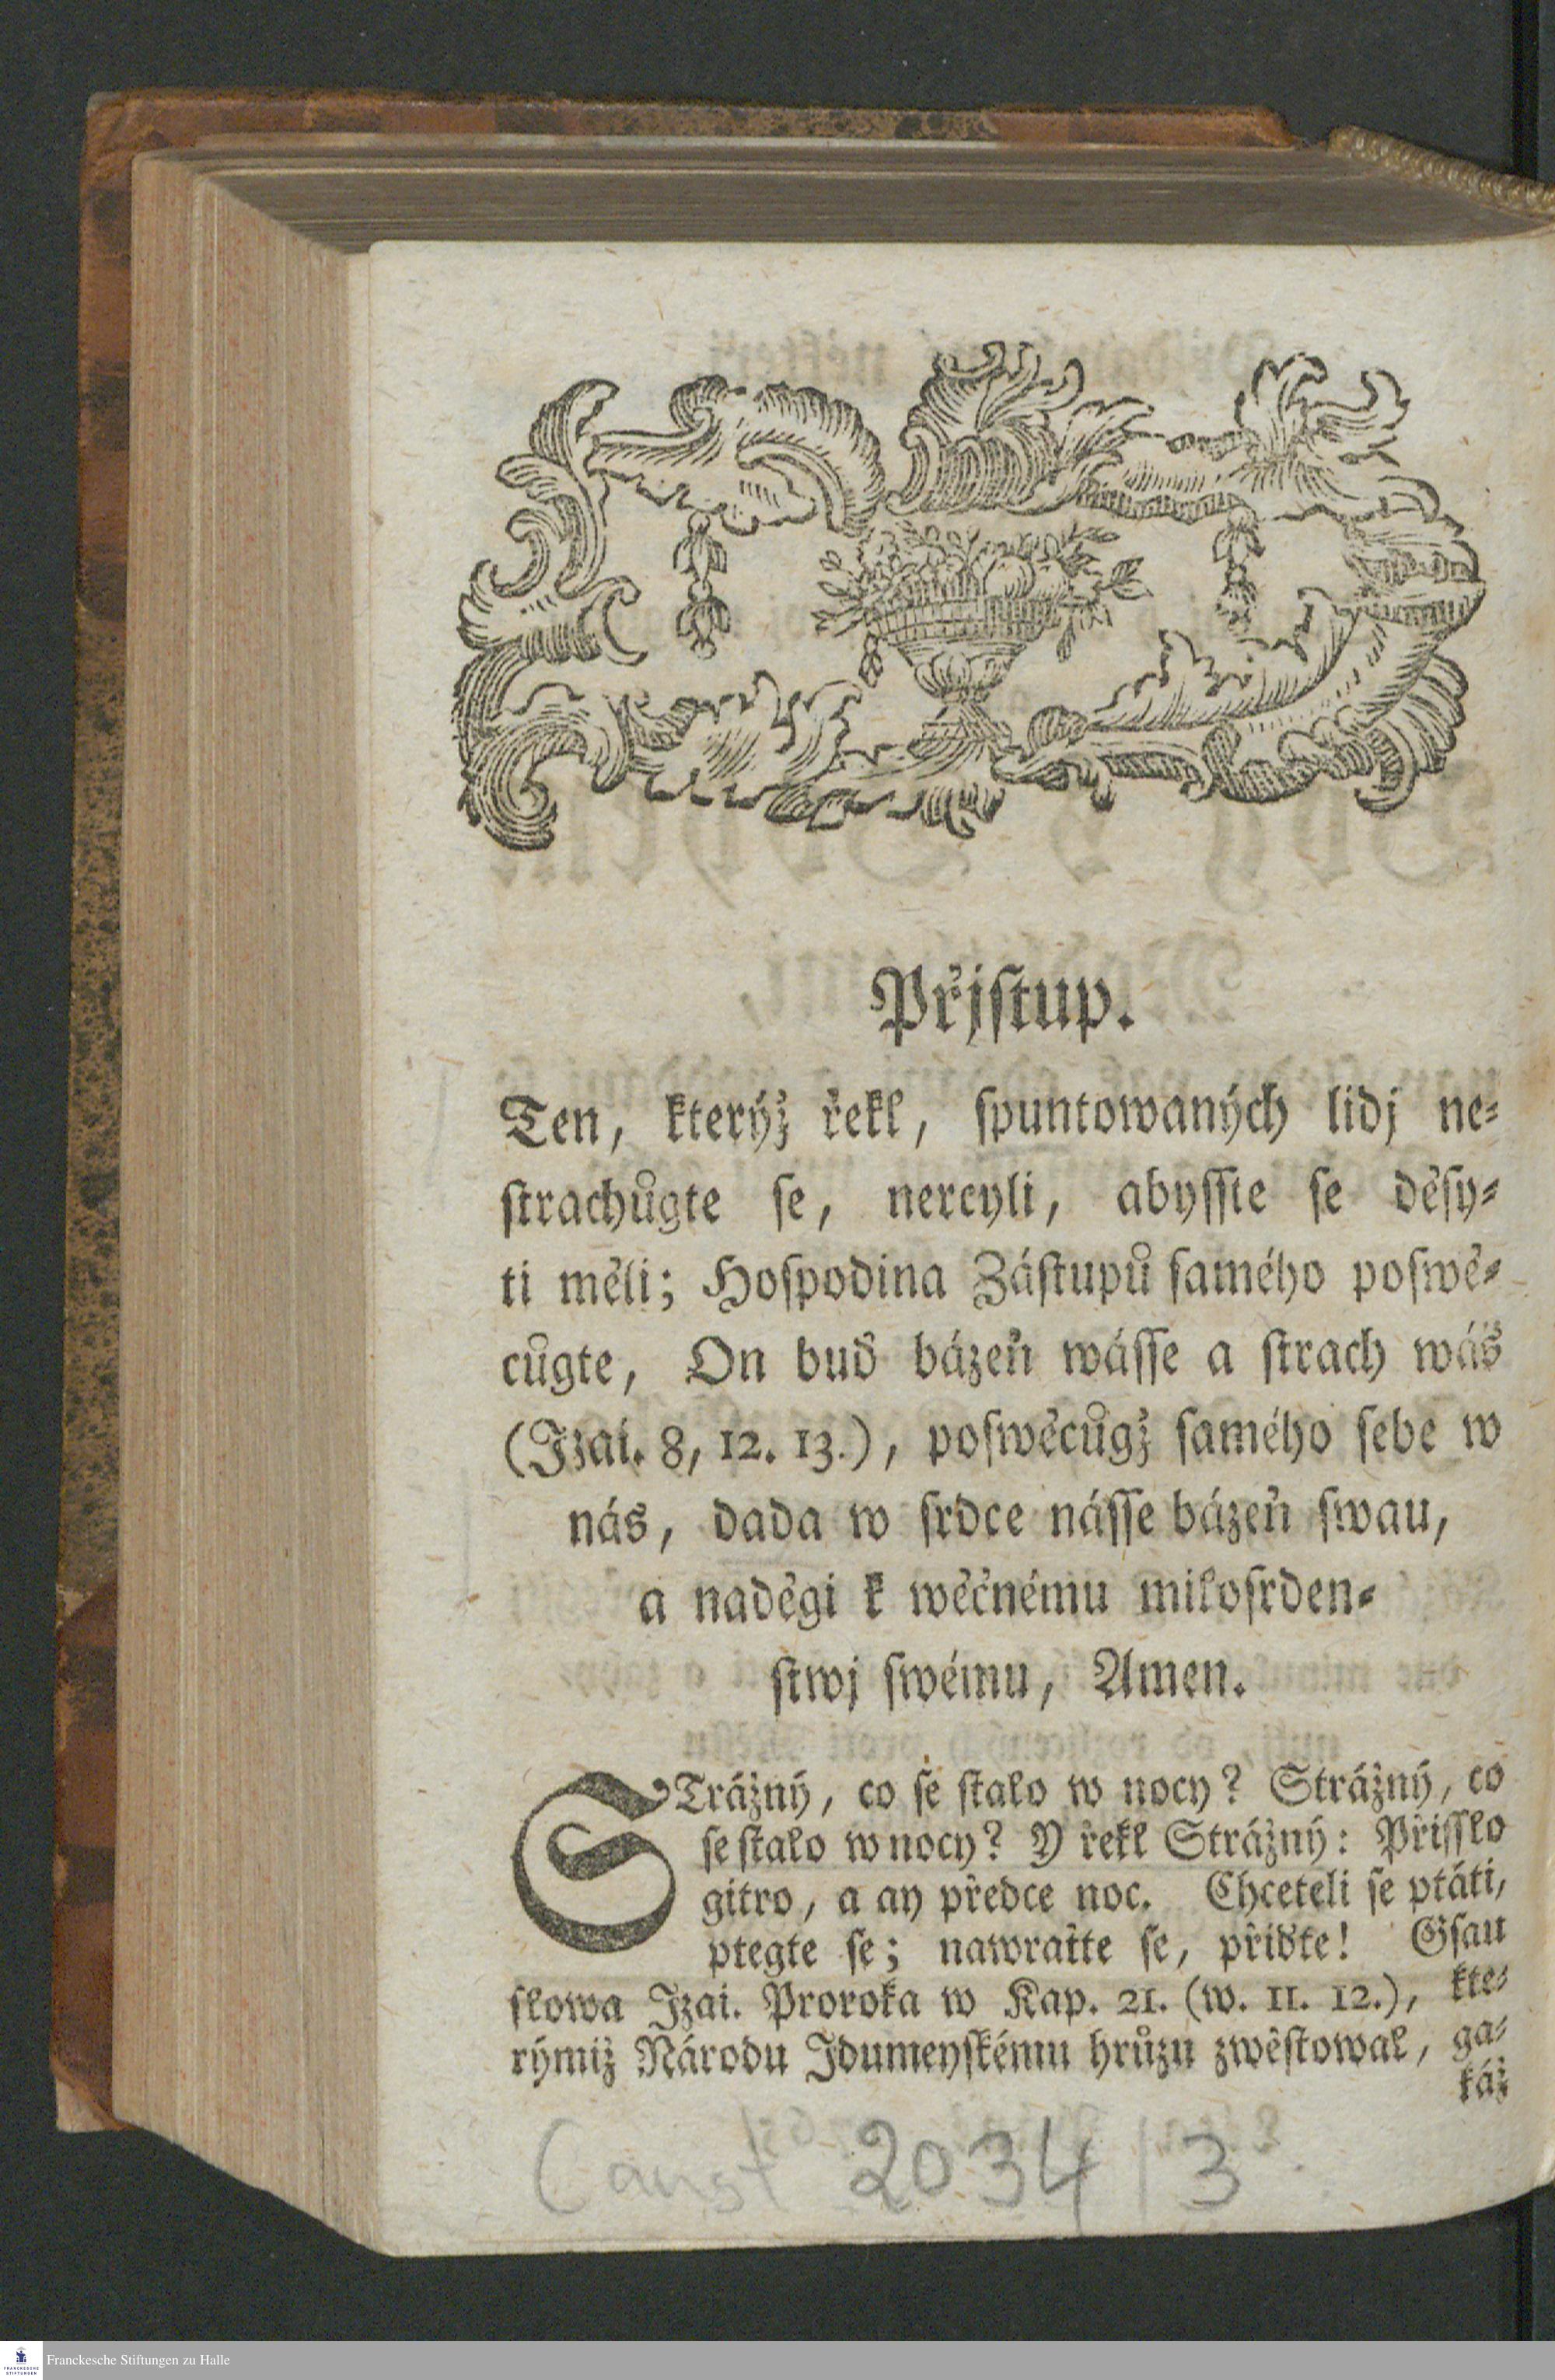 Přjſtup.
Ten, kterýž řekl, ſpuntowaných lidj ne-
ſtrachůgte ſe, nercyli, abyſſte ſe děſy-
ti měli; Hoſpodina Záſtupů ſamého poſwě-
cůgte, On buď bázeň wáſſe a ſtrach wáš
(Izai. 8, 12. 13.), poſwěcůgž ſamého ſebe w
nás, dada w ſrdce náſſe bázeň ſwau,
a naděgi k wěčnému miloſrden-
ſtwj ſwému, Amen.
STrážný, co ſe ſtalo w nocy? Strážný, co
ſe ſtalo w nocy? Y řekl Strážný: Přiſſlo
gitro, a ay předce noc. Chceteli ſe ptáti,
ptegte ſe; nawraťte ſe, přiďte! Gſau
ſlowa Izai. Proroka w Kap. 21. (w. 11. 12.), kte-
rýmiž Národu Idumeyſkému hrůzu zwěſtowal, ga-
káž
Canst 2034/3
Franckesche Stiftungen zu Halle